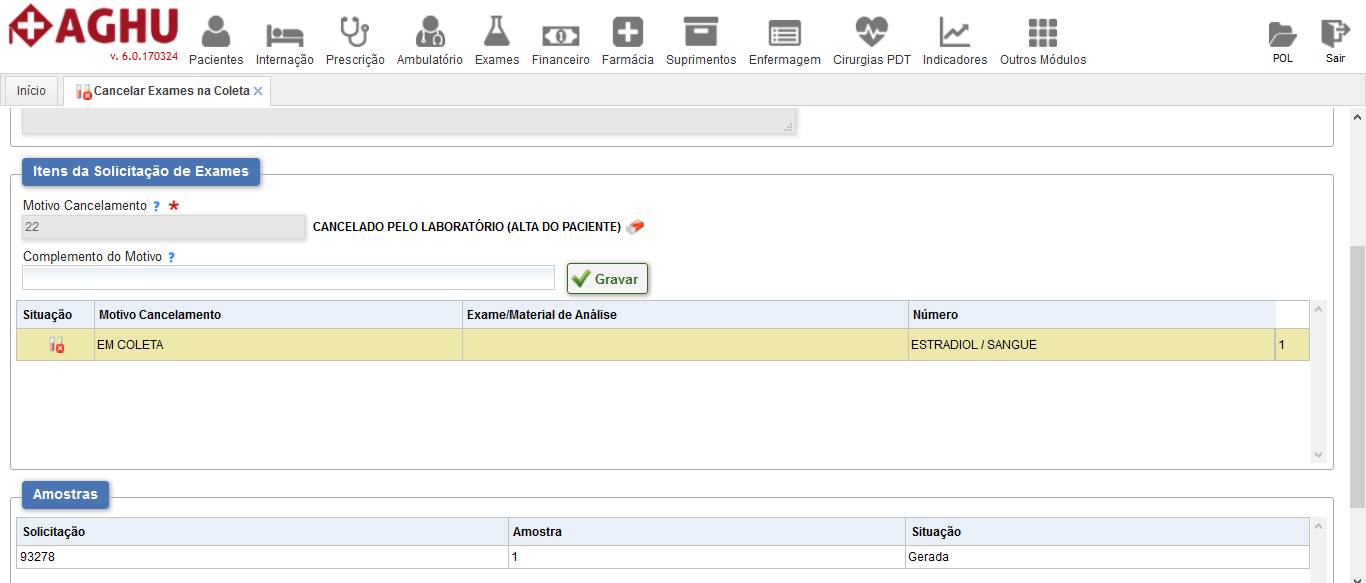 AGHU
v. 6.0.170324
Pacientes Internação Prescrição Ambulatório Exames Financeiro Farmácia Suprimentos Enfermagem Cirurgias PDT Indicadores Outros Módulos POL Sair
Início Cancelar Exames na Coleta
Itens da Solicitação de Exames
Motivo Cancelamento ? *
22 CANCELADO PELO LABORATÓRIO (ALTA DO PACIENTE)
Complemento do Motivo ?
Gravar
Situação Motivo Cancelamento Exame/Material de Análise Número
EM COLETA ESTRADIOL / SANGUE 1
Amostras
Solicitação Amostra Situação
93278 1 Gerada